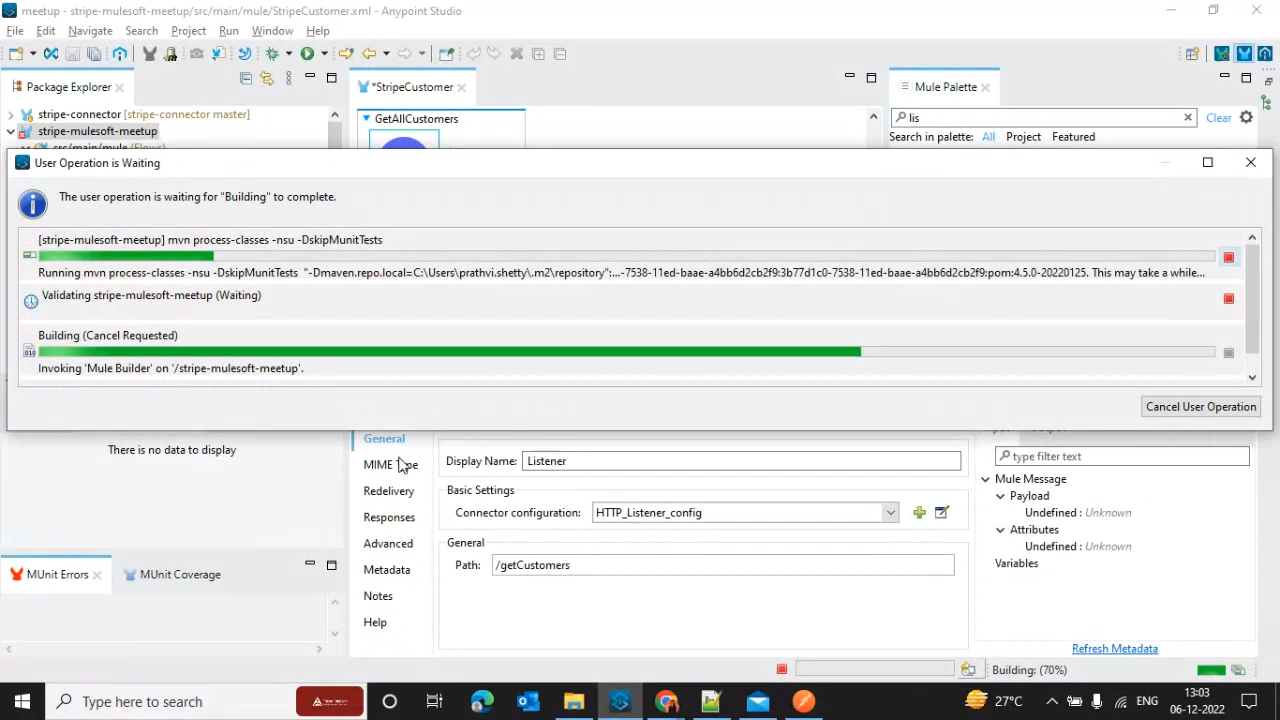 meetup - stripe-mulesoft-meetup/src/main/mule/StripeCustomer.xml - Anypoint Studio
File Edit Navigate Search Project Run Window Help
Package Explorer
*StripeCustomer
Mule Palette
stripe-connector [stripe-connector master]
GetAllCustomers
lis
Clear
stripe-mulesoft-meetup
Search in palette: All Project Featured
src/main/mule (Flows)
User Operation is Waiting
The user operation is waiting for "Building" to complete.
[stripe-mulesoft-meetup] mvn process-classes -nsu -DskipMunitTests
Running mvn process-classes -nsu -DskipMunitTests "-Dmaven.repo.local=C:\Users\prathvi.shetty\.m2\repository":...-7538-11ed-baae-a4bb6d2cb2f9:3b77d1c0-7538-11ed-baae-a4bb6d2cb2f9:pom:4.5.0-20220125. This may take a while...
Validating stripe-mulesoft-meetup (Waiting)
Building (Cancel Requested)
Invoking 'Mule Builder' on '/stripe-mulesoft-meetup'.
Cancel User Operation
There is no data to display
General
MIME
Redelivery
Responses
Advanced
Metadata
Notes
Help
Display Name: Listener
Basic Settings
Connector configuration: HTTP_Listener_config
General
Path: /getCustomers
type filter text
Mule Message
Payload
Undefined : Unknown
Attributes
Undefined : Unknown
Variables
Refresh Metadata
MUnit Errors
MUnit Coverage
Building: (70%)
Type here to search
27°C
ENG
13:03
06-12-2022